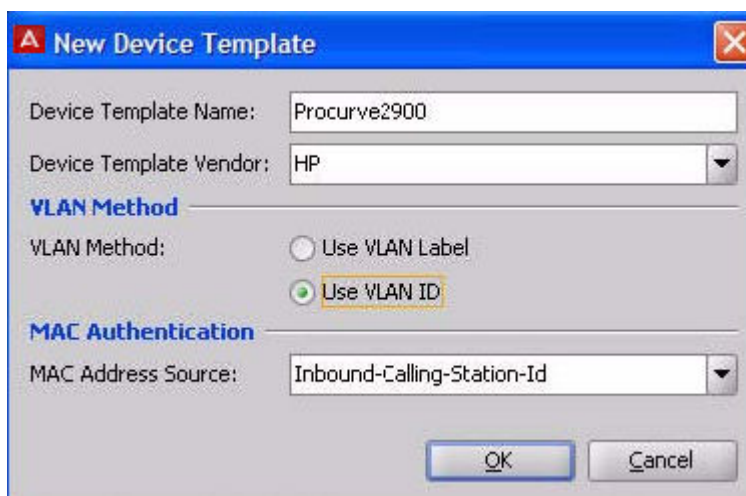 New Device Template
Device Template Name: Procurve2900
Device Template Vendor: HP
VLAN Method
VLAN Method: Use VLAN Label
Use VLAN ID
MAC Authentication
MAC Address Source: Inbound-Calling-Station-Id
OK Cancel